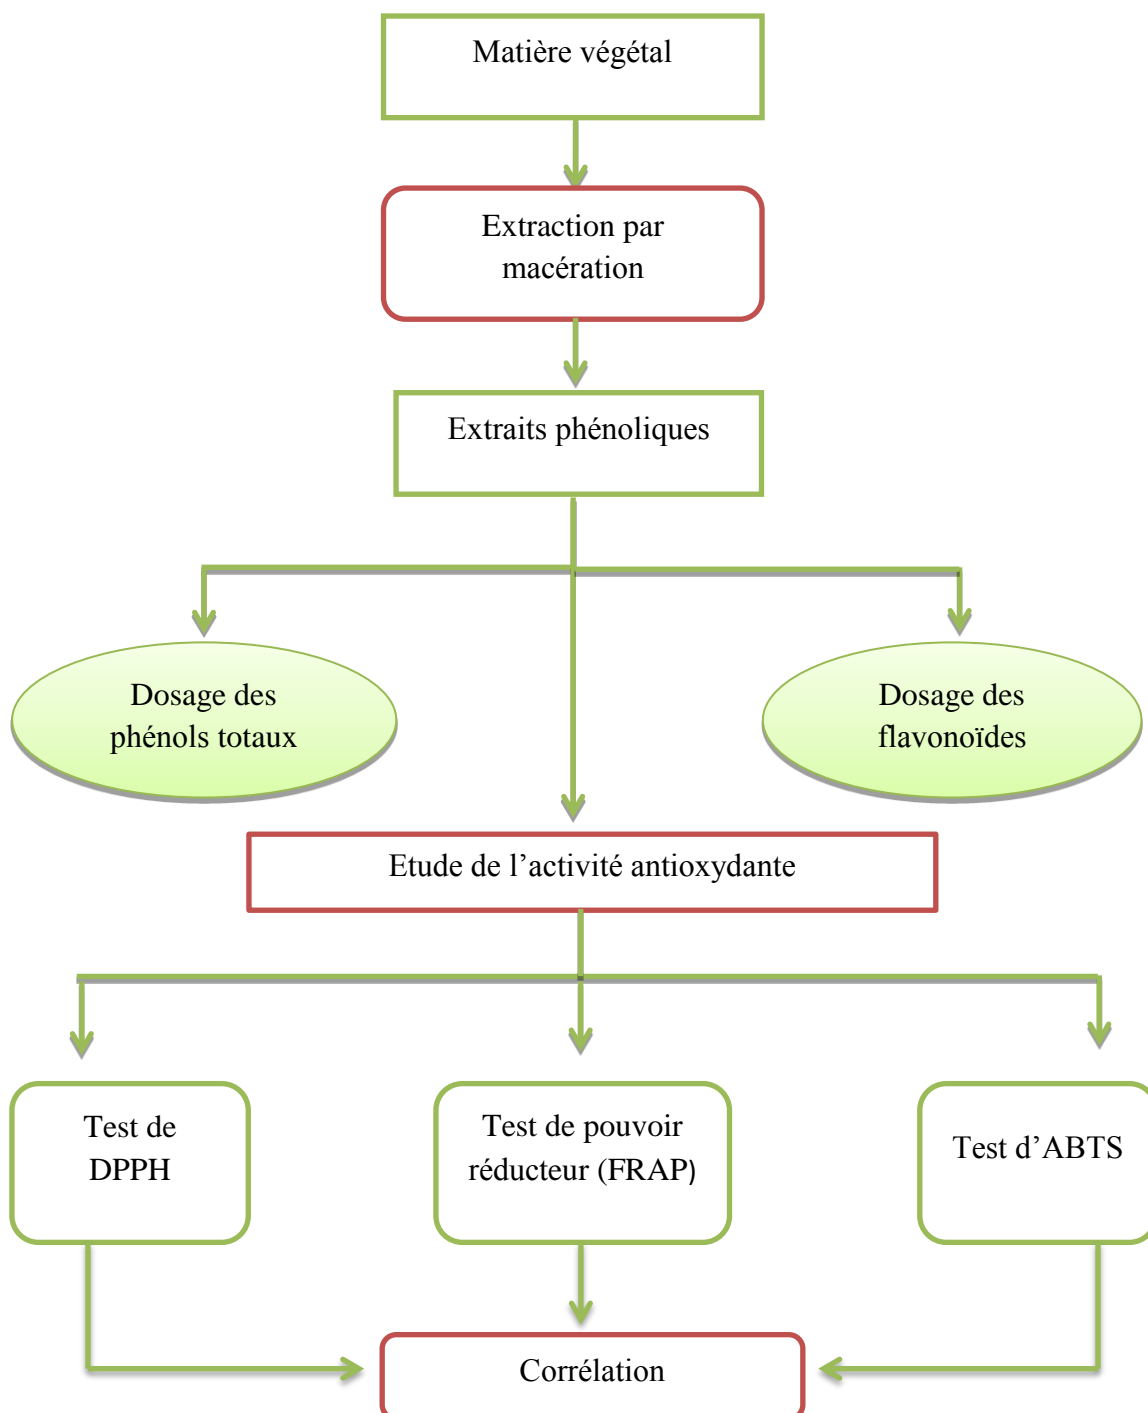 Matière végétal
Extraction par
macération
Extraits phénoliques
Dosage des
phénols totaux
Dosage des
flavonoïdes
Etude de l’activité antioxydante
Test de
DPPH
Test de pouvoir
réducteur (FRAP)
Test d’ABTS
Corrélation